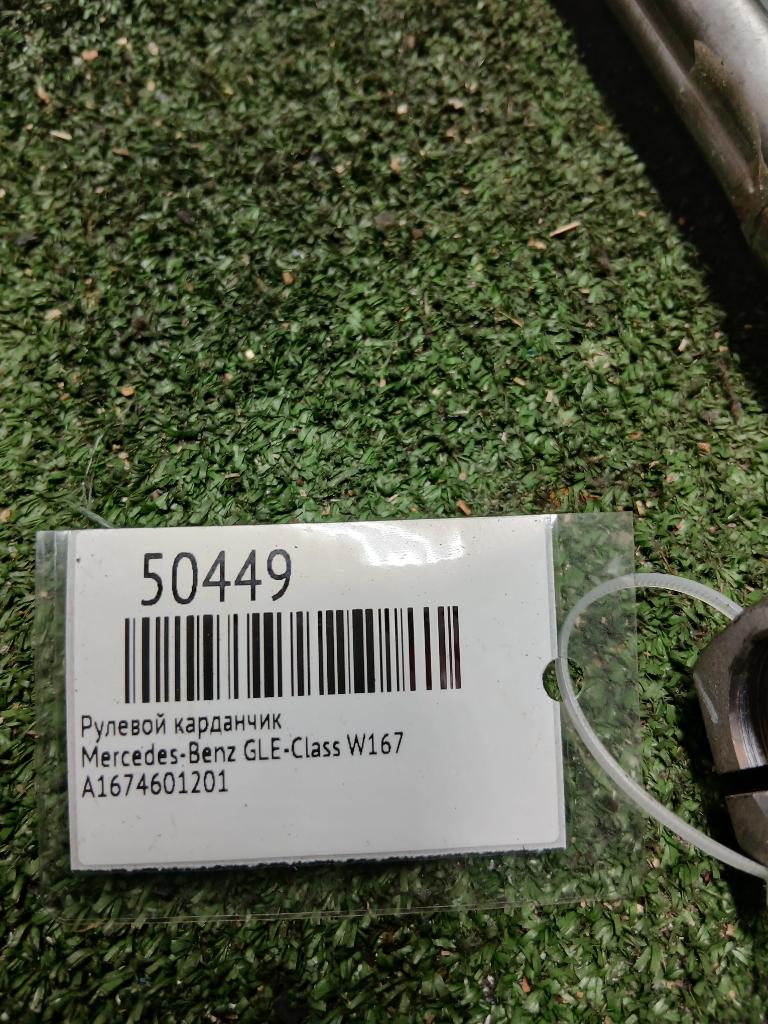 50449
Рулевой карданчик
Mercedes-Benz GLE-Class W167
A1674601201